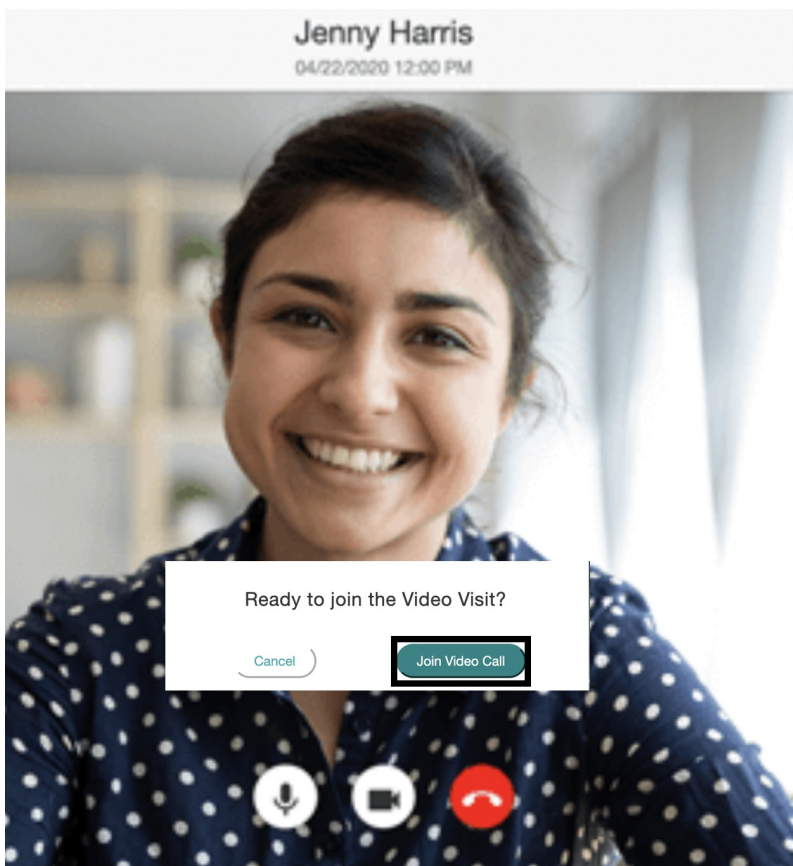 Jenny Harris
04/22/2020 12:00 PM
Ready to join the Video Visit?
Cancel
Join Video Call